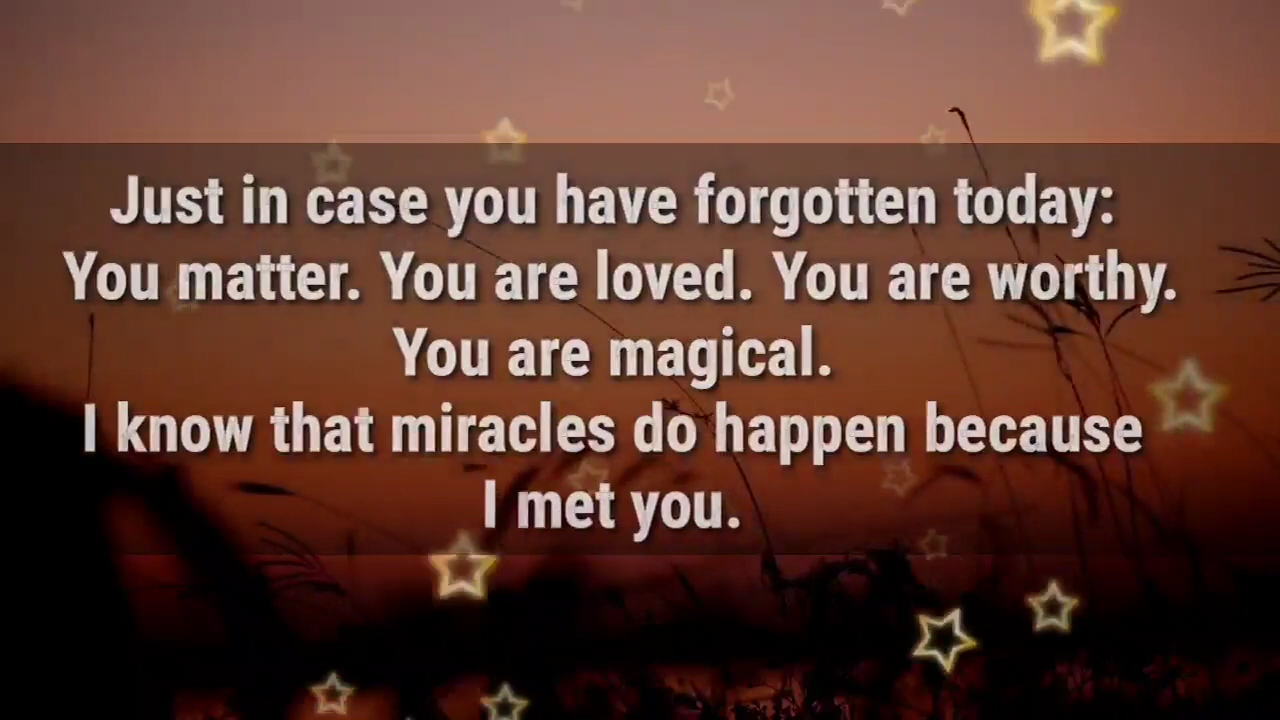 Just in case you have forgotten today:
You matter. You are loved. You are worthy.
You are magical.
I know that miracles do happen because
I met you.